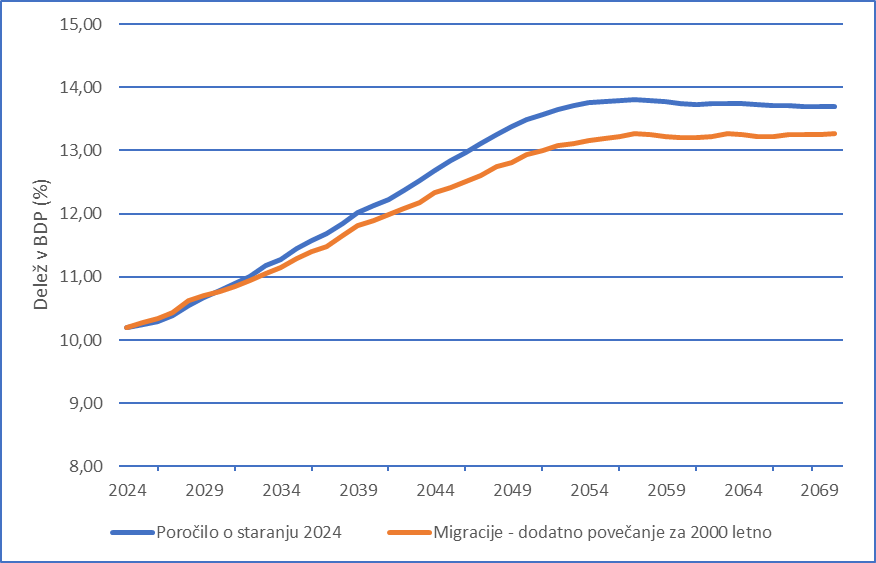 15,00
14,00
13,00
12,00
11,00
10,00
9,00
8,00
Delež v BDP (%)
2024 2029 2034 2039 2044 2049 2054 2059 2064 2069
Poročilo o staranju 2024 Migracije - dodatno povečanje za 2000 letno